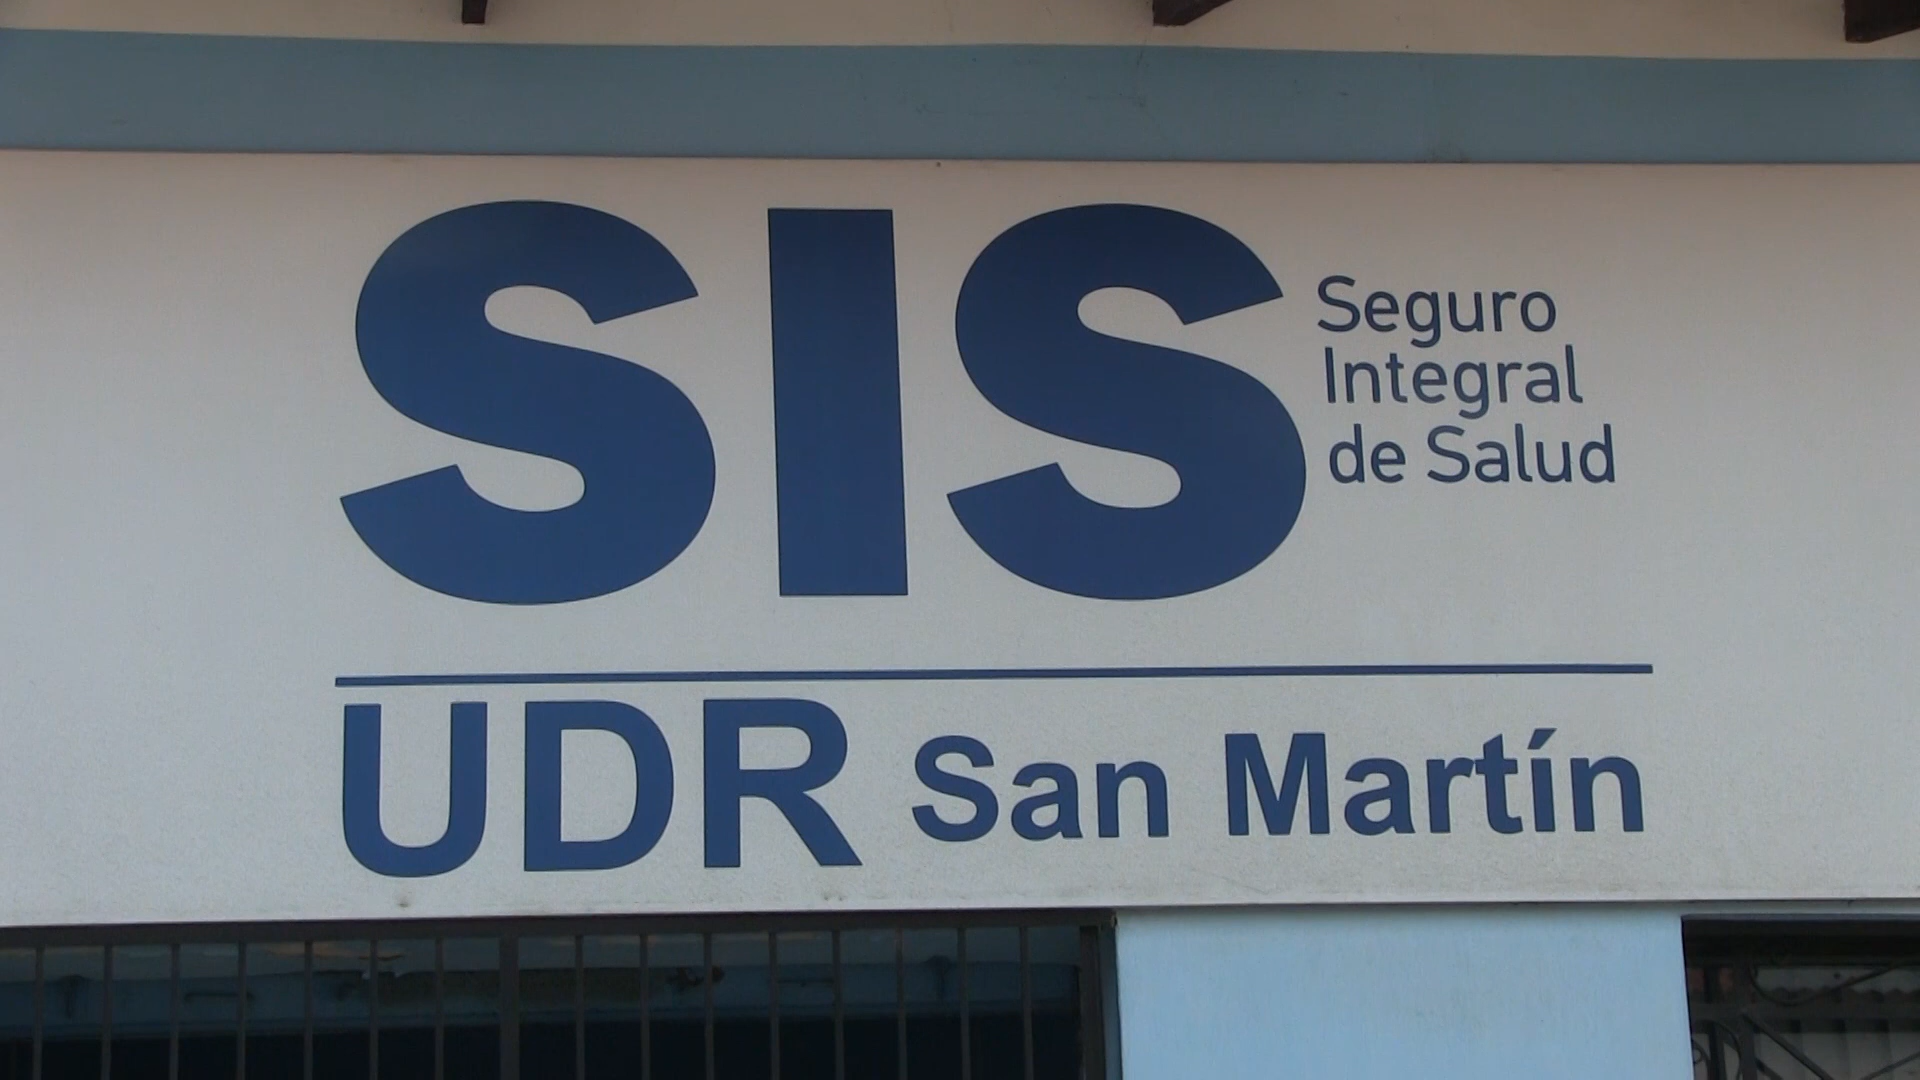 SIS
Seguro
Integral
de Salud
UDR San Martín